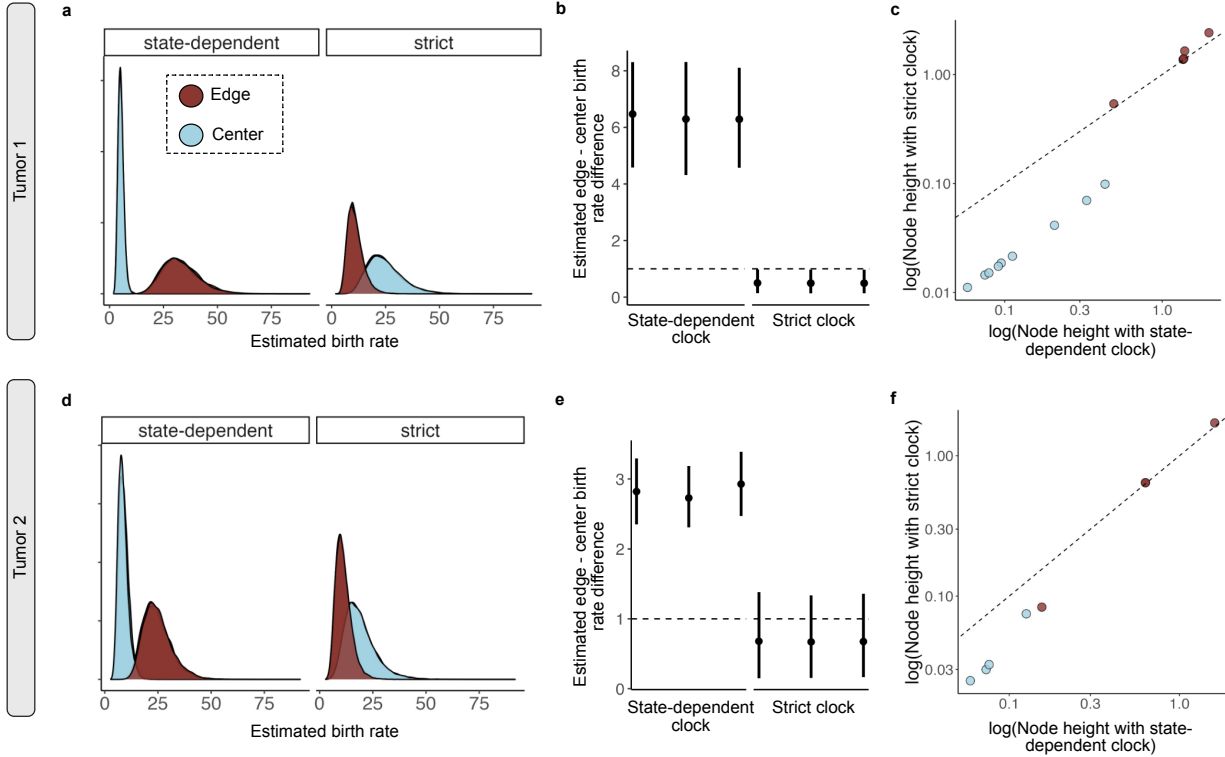 Tumor 1
a
state-dependent
strict
Edge
Center
0
25
50
75
0
25
50
75
Estimated birth rate
b
Estimated edge - center birth
rate difference
8
6
4
2
0
State-dependent
clock
Strict clock
c
log(Node height with strict clock)
1.00
0.10
0.01
0.1
0.3
1.0
log(Node height with state-
dependent clock)
Tumor 2
d
state-dependent
strict
0
25
50
75
0
25
50
75
Estimated birth rate
e
Estimated edge - center birth
rate difference
3
2
1
0
State-dependent
clock
Strict clock
f
log(Node height with strict clock)
1.00
0.30
0.10
0.03
0.1
0.3
1.0
log(Node height with state-
dependent clock)